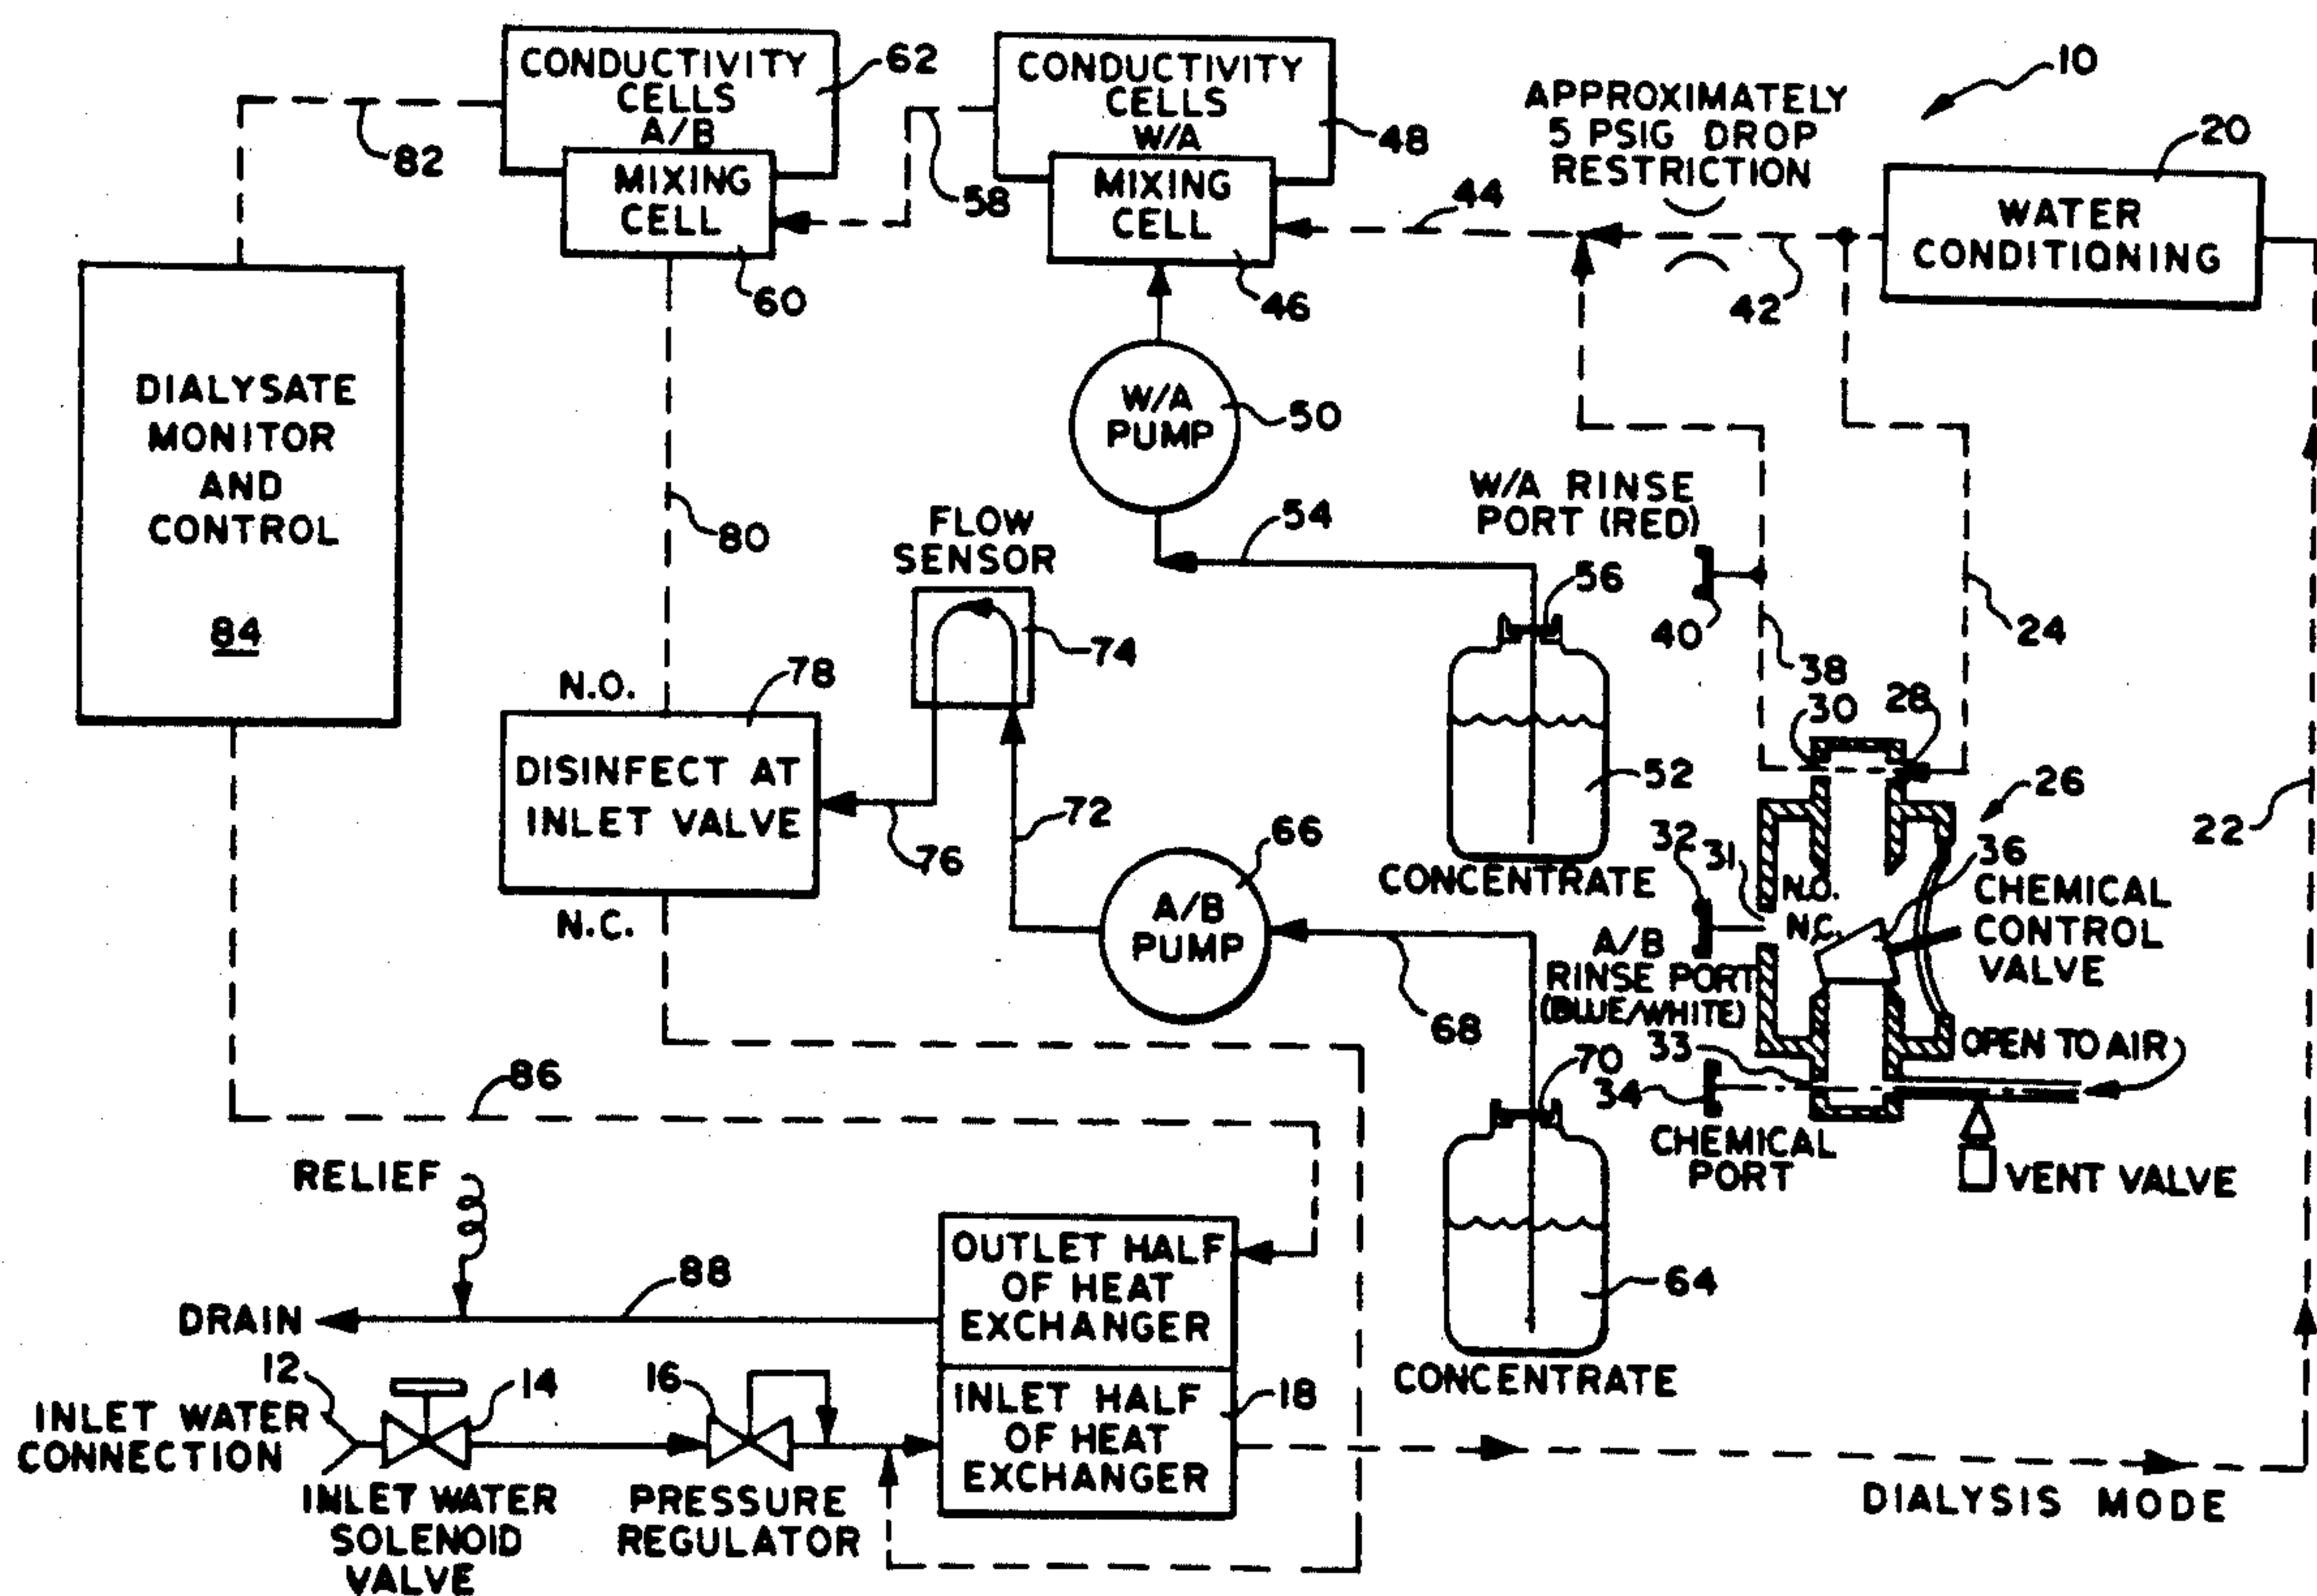 CONDUCTIVITY
CELLS
A/B
62
MIXING
CELL
60
82
CONDUCTIVITY
CELLS
W/A
48
MIXING
CELL
46
58
44
APPROXIMATELY
5 PSIG DROP
RESTRICTION
42
10
20
WATER
CONDITIONING
DIALYSATE
MONITOR
AND
CONTROL
84
80
W/A
PUMP
50
FLOW
SENSOR
74
54
W/A RINSE
PORT (RED)
40
56
38
24
22
N.O.
78
DISINFECT AT
INLET VALVE
N.C.
76
72
66
A/B
PUMP
68
52
CONCENTRATE
30
28
26
32
31
36
N.O.
N.C.
CHEMICAL
CONTROL
VALVE
A/B
RINSE PORT
(BLUE/WHITE)
33
OPEN TO AIR
34
CHEMICAL
PORT
VENT VALVE
70
64
CONCENTRATE
86
RELIEF
88
DRAIN
OUTLET HALF
OF HEAT
EXCHANGER
INLET HALF
OF HEAT
EXCHANGER
18
12
14
16
INLET WATER
CONNECTION
INLET WATER
SOLENOID
VALVE
PRESSURE
REGULATOR
DIALYSIS MODE